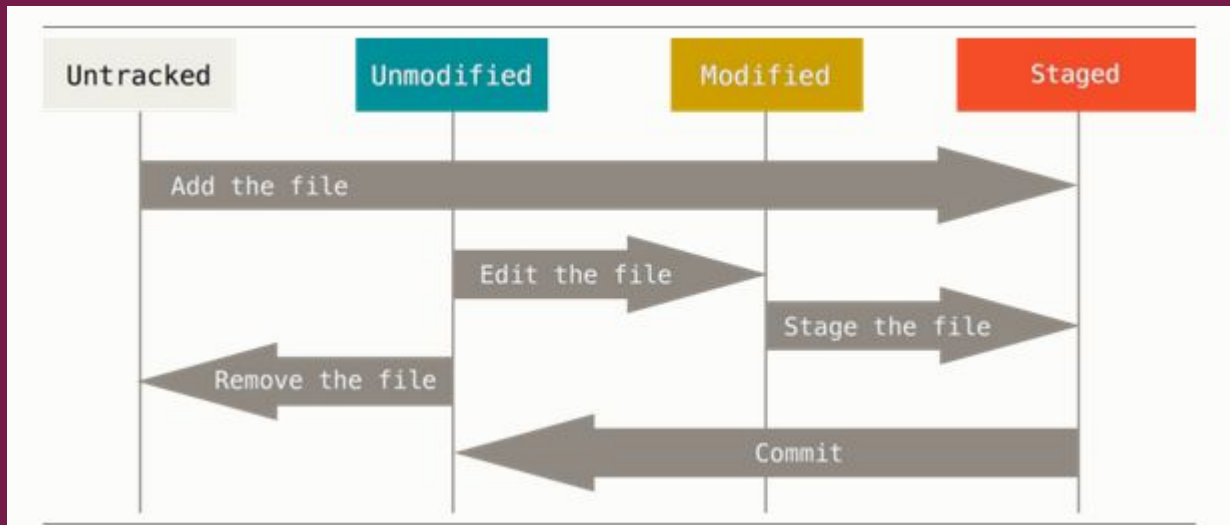 Untracked
Unmodified
Modified
Staged
Add the file
Edit the file
Stage the file
Remove the file
Commit